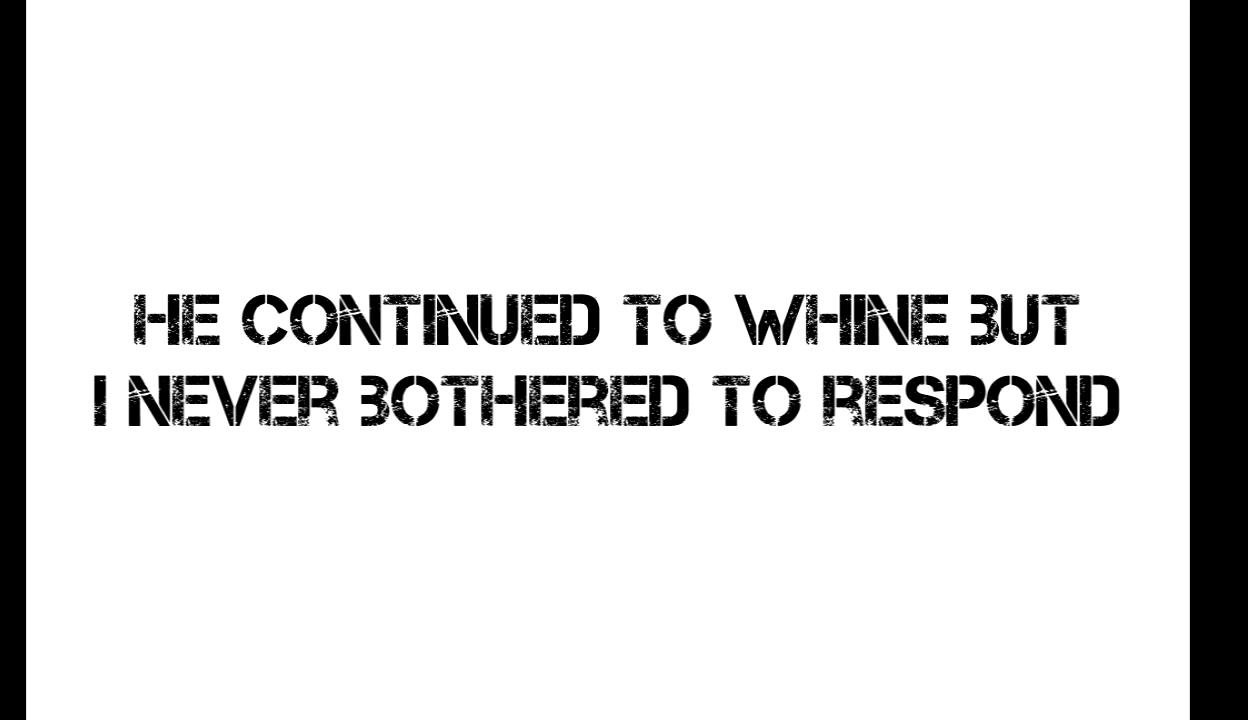 HE CONTINUED TO WHINE BUT
I NEVER BOTHERED TO RESPOND